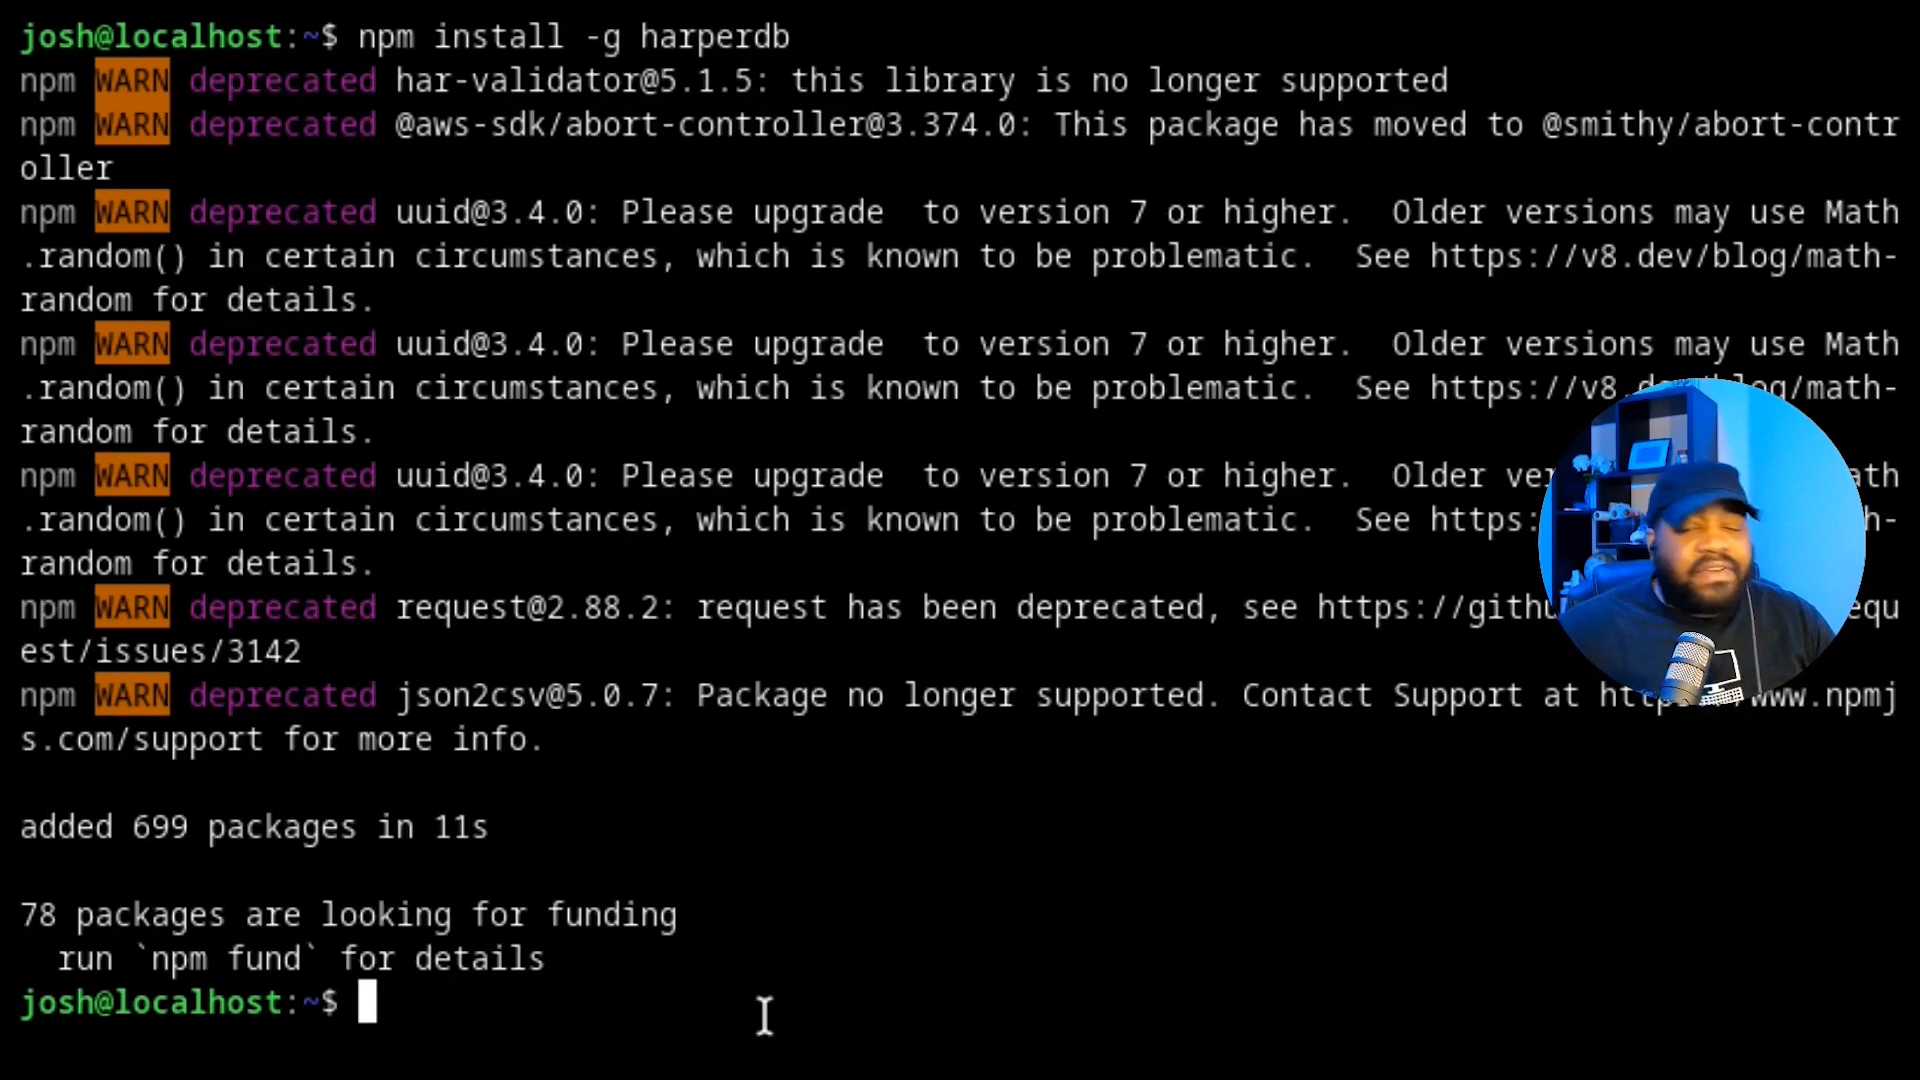 josh@localhost:~$ npm install -g harperdb
npm WARN deprecated har-validator@5.1.5: this library is no longer supported
npm WARN deprecated @aws-sdk/abort-controller@3.374.0: This package has moved to @smithy/abort-contr
oller
npm WARN deprecated uuid@3.4.0: Please upgrade  to version 7 or higher.  Older versions may use Math
.random() in certain circumstances, which is known to be problematic.  See https://v8.dev/blog/math-
random for details.
npm WARN deprecated uuid@3.4.0: Please upgrade  to version 7 or higher.  Older versions may use Math
.random() in certain circumstances, which is known to be problematic.  See https://v8.dev/blog/math-
random for details.
npm WARN deprecated uuid@3.4.0: Please upgrade  to version 7 or higher.  Older ver ath
.random() in certain circumstances, which is known to be problematic.  See https: h-
random for details.
npm WARN deprecated request@2.88.2: request has been deprecated, see https://githu equ
est/issues/3142
npm WARN deprecated json2csv@5.0.7: Package no longer supported. Contact Support at htt www.npmj
s.com/support for more info.
added 699 packages in 11s
78 packages are looking for funding
run `npm fund` for details
josh@localhost:~$